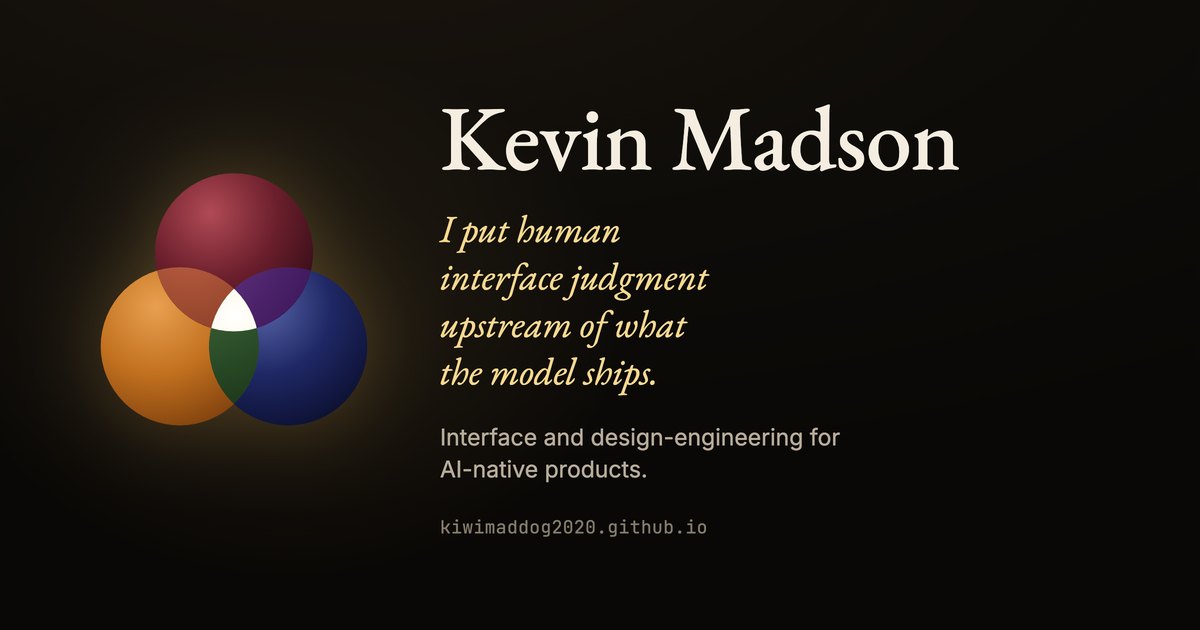 Kevin Madson
I put human
interface judgment
upstream of what
the model ships.
Interface and design-engineering for
AI-native products.
kiwimaddog2020.github.io